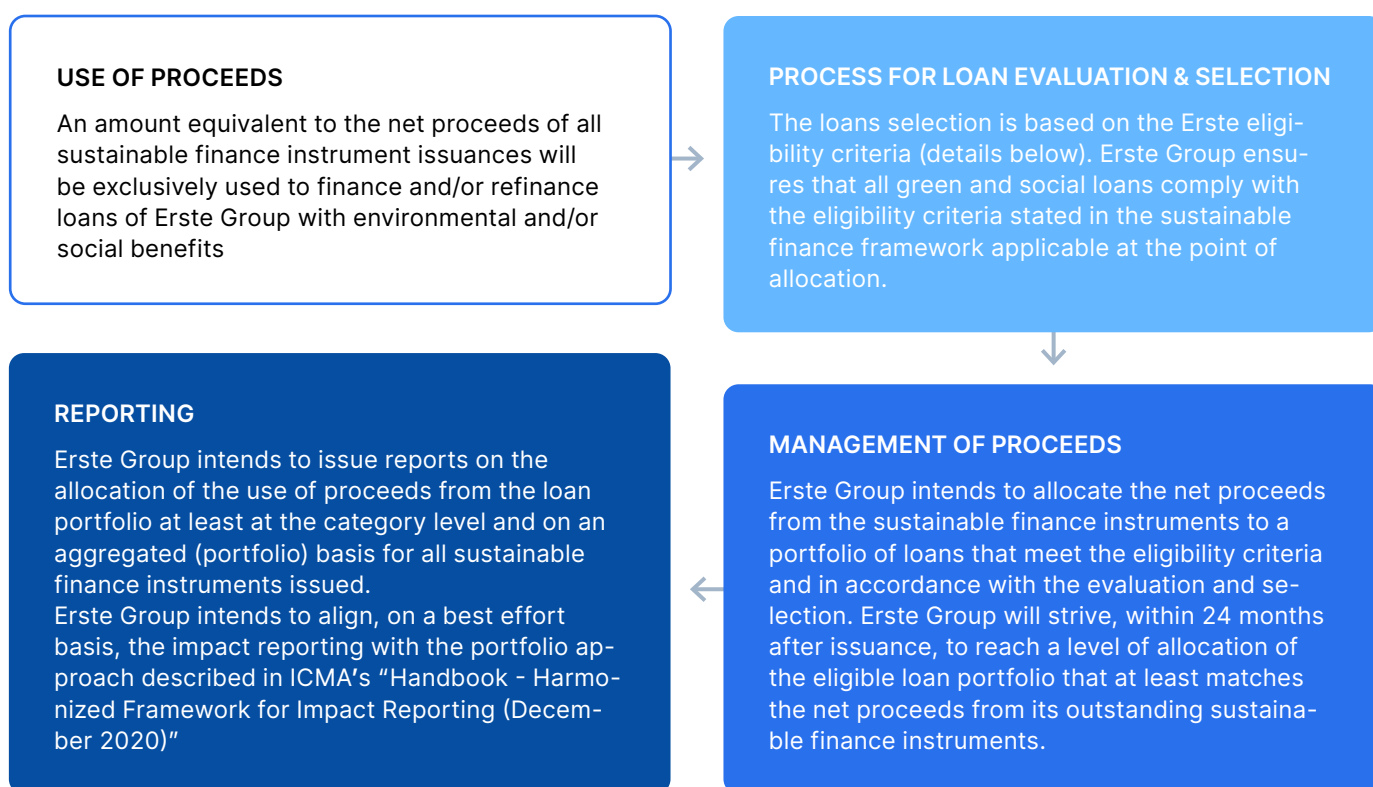 USE OF PROCEEDS
An amount equivalent to the net proceeds of all
sustainable finance instrument issuances will
be exclusively used to finance and/or refinance
loans of Erste Group with environmental and/or
social benefits
PROCESS FOR LOAN EVALUATION & SELECTION
The loans selection is based on the Erste eligi-
bility criteria (details below). Erste Group ensu-
res that all green and social loans comply with
the eligibility criteria stated in the sustainable
finance framework applicable at the point of
allocation.
MANAGEMENT OF PROCEEDS
Erste Group intends to allocate the net proceeds
from the sustainable finance instruments to a
portfolio of loans that meet the eligibility criteria
and in accordance with the evaluation and se-
lection. Erste Group will strive, within 24 months
after issuance, to reach a level of allocation of
the eligible loan portfolio that at least matches
the net proceeds from its outstanding sustaina-
ble finance instruments.
REPORTING
Erste Group intends to issue reports on the
allocation of the use of proceeds from the loan
portfolio at least at the category level and on an
aggregated (portfolio) basis for all sustainable
finance instruments issued.
Erste Group intends to align, on a best effort
basis, the impact reporting with the portfolio ap-
proach described in ICMA's “Handbook - Harmo-
nized Framework for Impact Reporting (Decem-
ber 2020)”